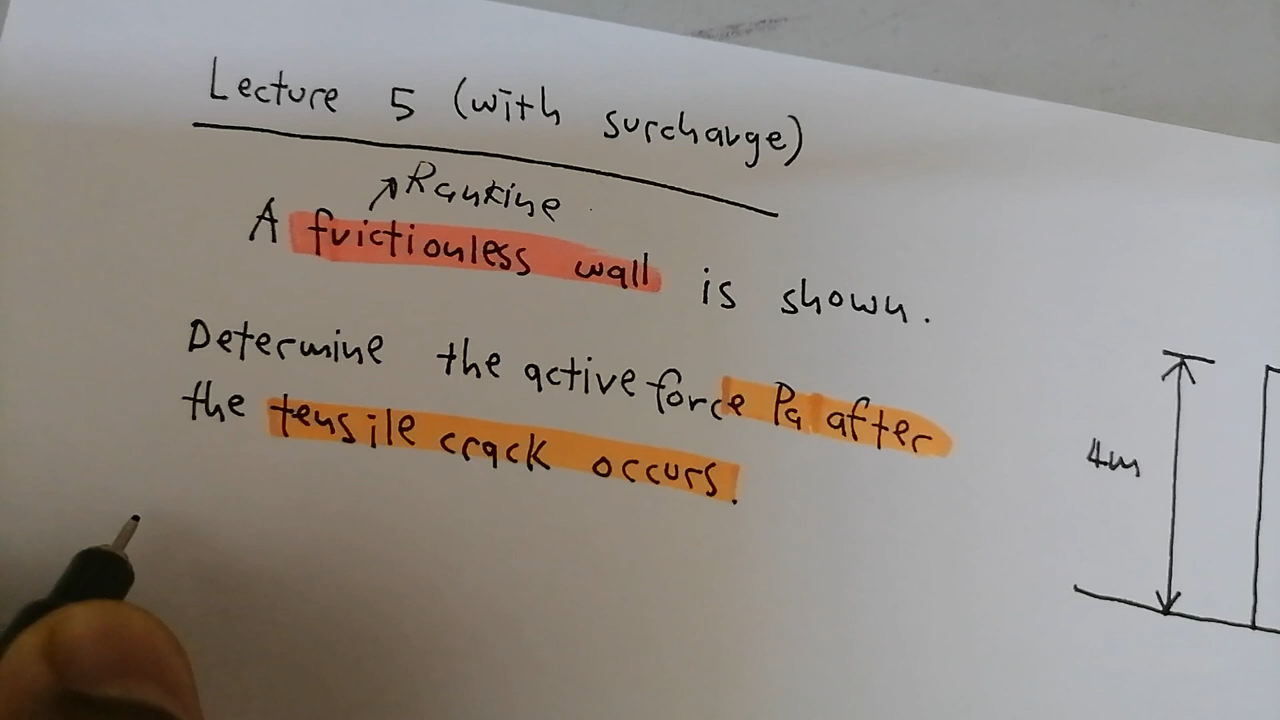 Lecture 5 (with surcharge)
Rankine
A frictionless wall is shown.
Determine the active force Pa after
the tensile crack occurs.
4m